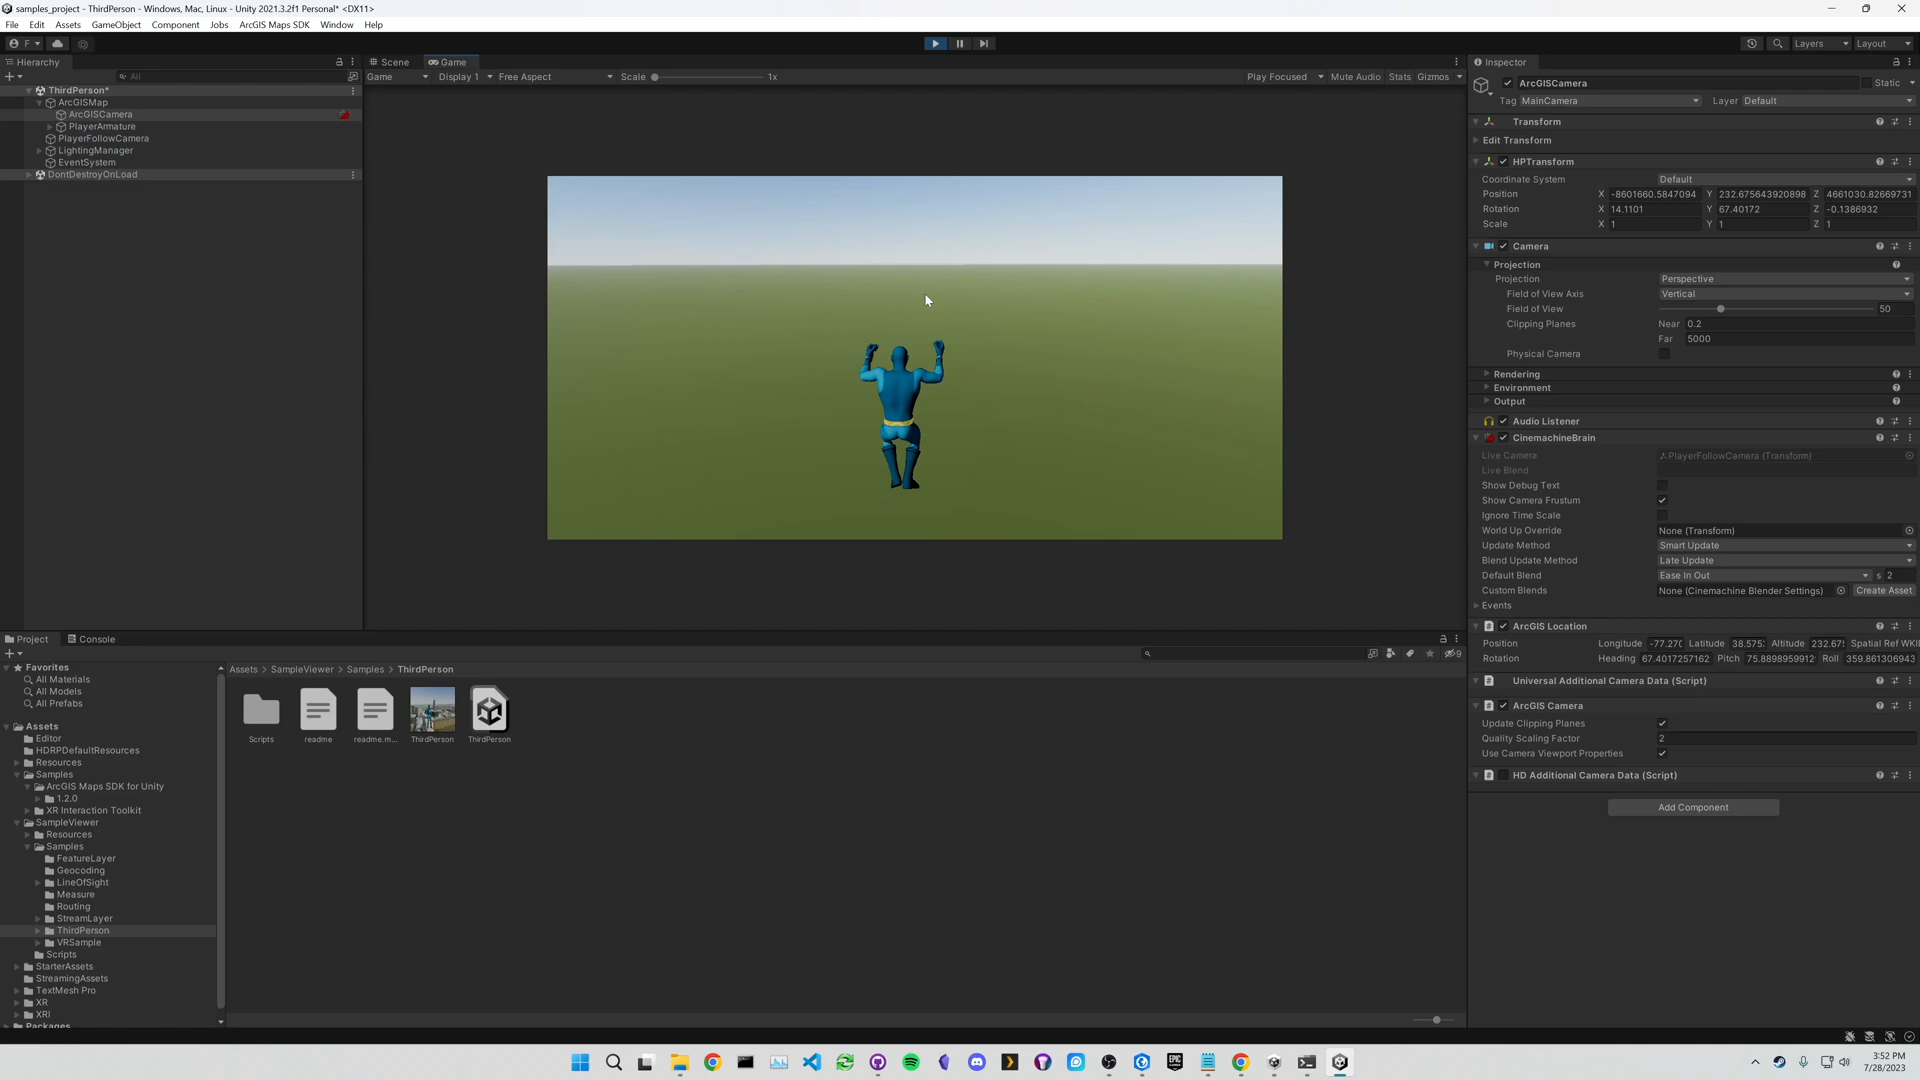 samples_project - ThirdPerson - Windows, Mac, Linux - Unity 2021.3.2f1 Personal* <DX11>
File Edit Assets GameObject Component Jobs ArcGIS Maps SDK Window Help
F Layers Layout
Hierarchy
All
ThirdPerson*
ArcGISMap
ArcGISCamera
PlayerArmature
PlayerFollowCamera
LightingManager
EventSystem
DontDestroyOnLoad
Scene Game
Game Display 1 Free Aspect Scale 1x Play Focused Mute Audio Stats Gizmos
Inspector
ArcGISCamera Static
Tag MainCamera Layer Default
Transform
Edit Transform
HPTransform
Coordinate System Default
Position X -8601660.5847094 Y 232.675643920898 Z 4661030.82669731
Rotation X 14.1101 Y 67.40172 Z -0.1386932
Scale X 1 Y 1 Z 1
Camera
Projection
Projection Perspective
Field of View Axis Vertical
Field of View 50
Clipping Planes Near 0.2
Far 5000
Physical Camera
Rendering
Environment
Output
Audio Listener
CinemachineBrain
Live Camera PlayerFollowCamera (Transform)
Live Blend
Show Debug Text
Show Camera Frustum
Ignore Time Scale
World Up Override None (Transform)
Update Method Smart Update
Blend Update Method Late Update
Default Blend Ease In Out s 2
Custom Blends None (Cinemachine Blender Settings) Create Asset
Events
ArcGIS Location
Position Longitude -77.27( Latitude 38.575: Altitude 232.67! Spatial Ref WKI
Rotation Heading 67.4017257162 Pitch 75.8898959912 Roll 359.861306943
Universal Additional Camera Data (Script)
ArcGIS Camera
Update Clipping Planes
Quality Scaling Factor 2
Use Camera Viewport Properties
HD Additional Camera Data (Script)
Add Component
Project Console
9
Favorites
All Materials
All Models
All Prefabs
Assets
Editor
HDRPDefaultResources
Resources
Samples
ArcGIS Maps SDK for Unity
1.2.0
XR Interaction Toolkit
SampleViewer
Resources
Samples
FeatureLayer
Geocoding
LineOfSight
Measure
Routing
StreamLayer
ThirdPerson
VRSample
Scripts
StarterAssets
StreamingAssets
TextMesh Pro
XR
XRI
Packages
Assets > SampleViewer > Samples > ThirdPerson
Scripts readme readme.m... ThirdPerson ThirdPerson
3:52 PM
7/28/2023